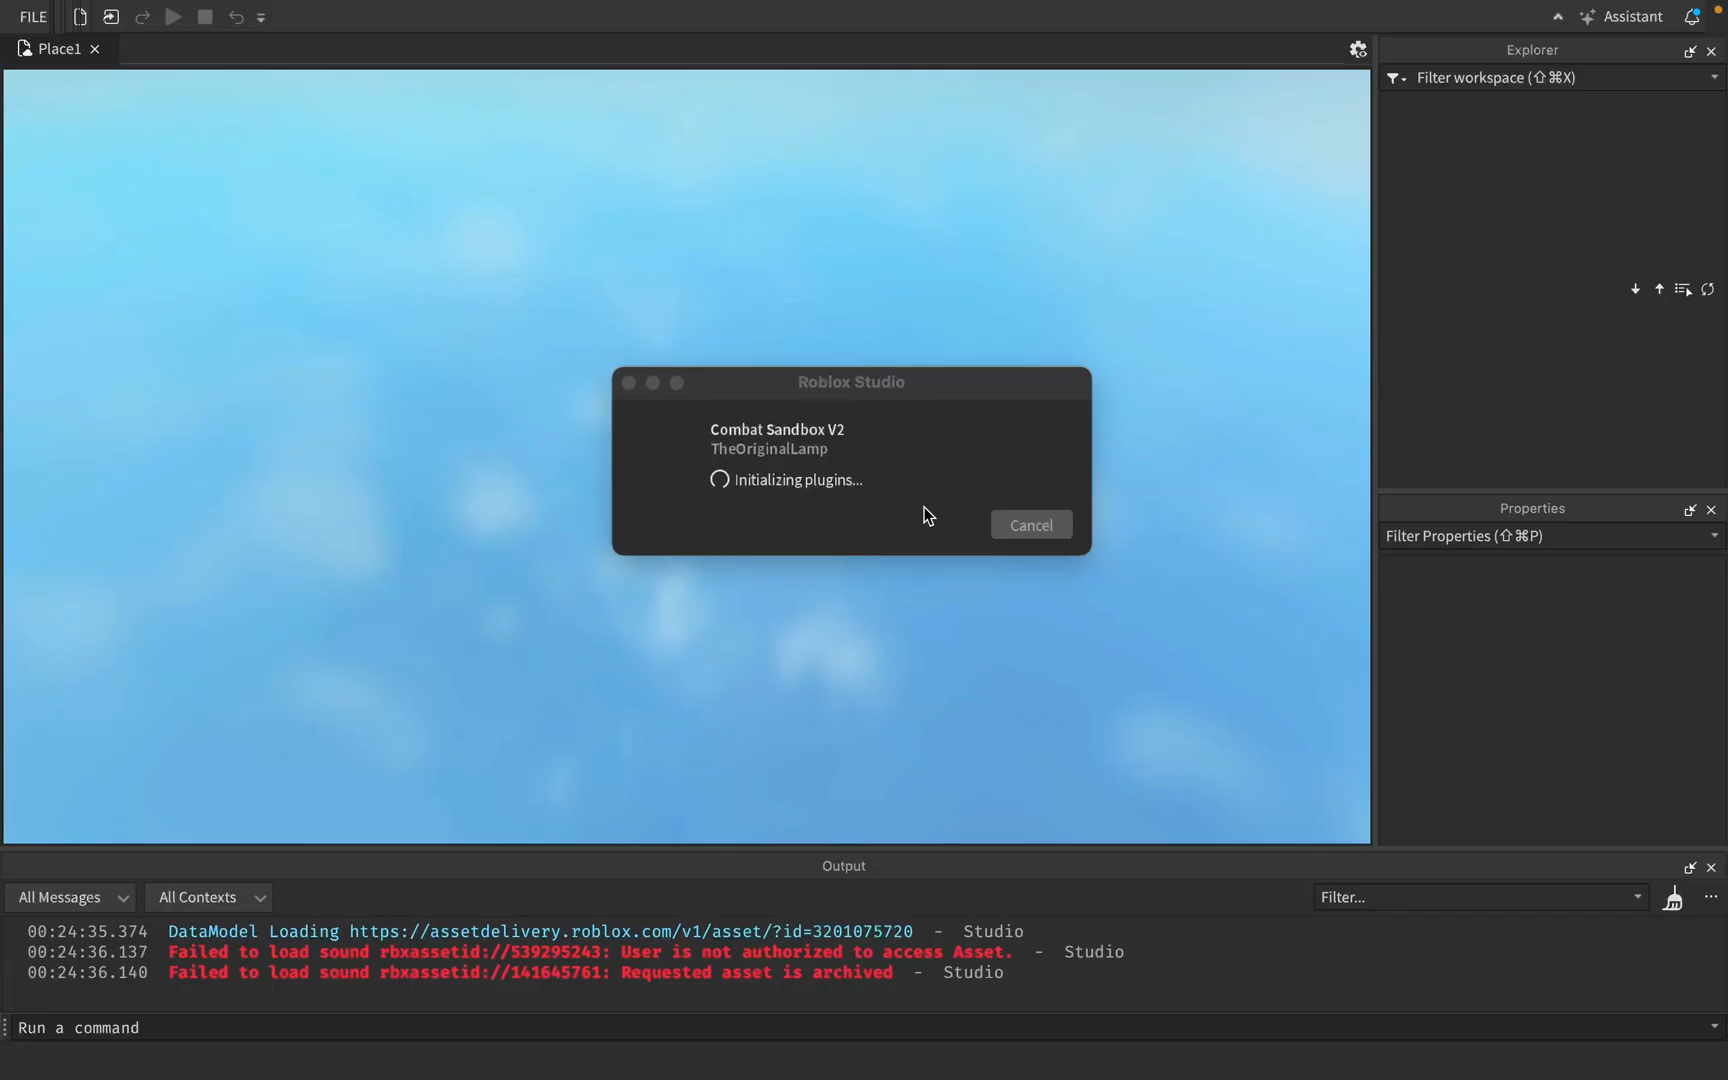 FILE
Assistant
Place1
Explorer
Filter workspace (⇧⌘X)
Roblox Studio
Combat Sandbox V2
TheOriginalLamp
Initializing plugins...
Cancel
Properties
Filter Properties (⇧⌘P)
Output
All Messages
All Contexts
Filter...
00:24:35.374 DataModel Loading https://assetdelivery.roblox.com/v1/asset/?id=3201075720 - Studio
00:24:36.137 Failed to load sound rbxassetid://539295243: User is not authorized to access Asset. - Studio
00:24:36.140 Failed to load sound rbxassetid://141645761: Requested asset is archived - Studio
Run a command